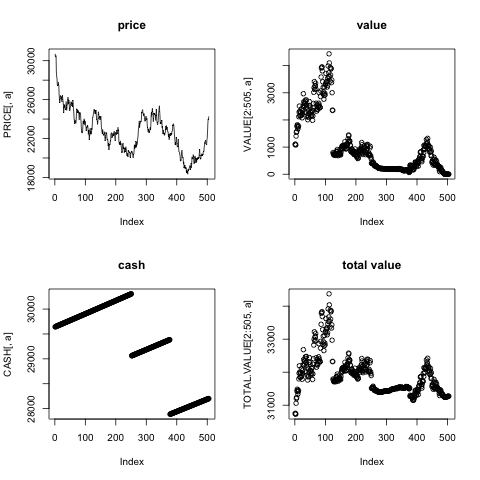 price
PRICE[, a]
18000 22000 26000 30000
0 100 200 300 400 500
Index
value
VALUE[2:505, a]
0 1000 3000
0 100 200 300 400 500
Index
cash
CASH[, a]
28000 29000 30000
0 100 200 300 400 500
Index
total value
TOTAL.VALUE[2:505, a]
31000 33000
0 100 200 300 400 500
Index